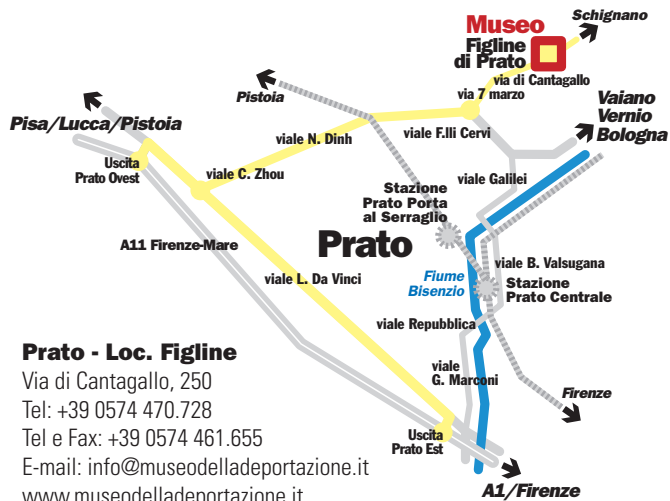 Museo
Figline
di Prato
Schignano
via di Cantagallo
via 7 marzo
Pistoia
Vaiano
Vernio
Bologna
Pisa/Lucca/Pistoia
viale N. Dinh
viale F.lli Cervi
Uscita
Prato Ovest
viale C. Zhou
viale Galilei
Stazione
Prato Porta
al Serraglio
A11 Firenze-Mare
Prato
viale B. Valsugana
viale L. Da Vinci
Fiume
Bisenzio
Stazione
Prato Centrale
viale Repubblica
viale
G. Marconi
Firenze
Uscita
Prato Est
A1/Firenze
Prato - Loc. Figline
Via di Cantagallo, 250
Tel: +39 0574 470.728
Tel e Fax: +39 0574 461.655
E-mail: info@museodelladeportazione.it
www.museodelladeportazione.it